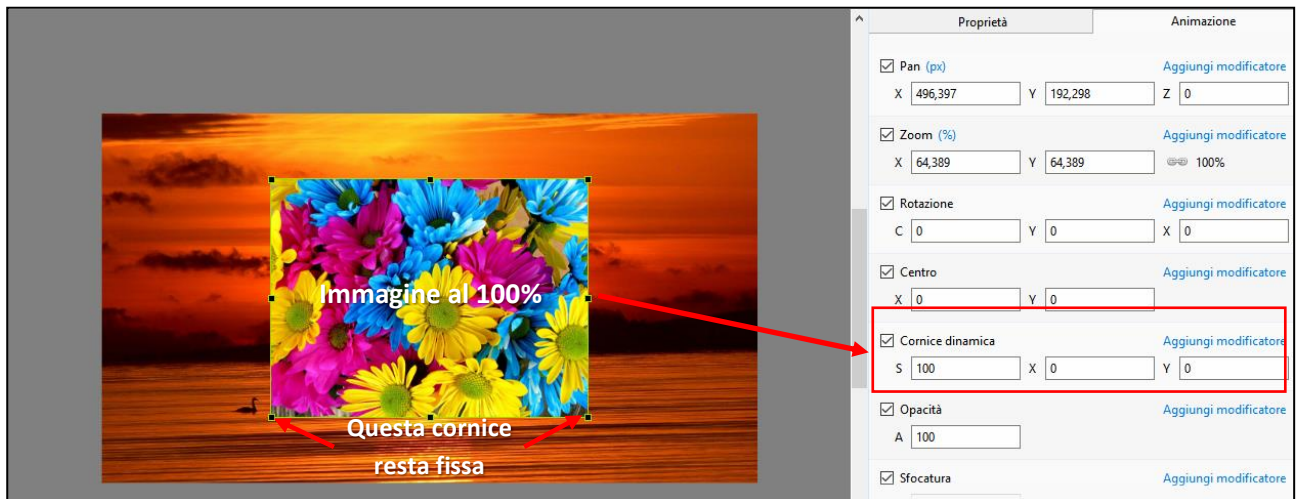 Proprietà Animazione
Pan (px) Aggiungi modificatore
X 496,397 Y 192,298 Z 0
Zoom (%) Aggiungi modificatore
X 64,389 Y 64,389 100%
Rotazione Aggiungi modificatore
C 0 Y 0 X 0
Centro Aggiungi modificatore
X 0 Y 0
Cornice dinamica Aggiungi modificatore
S 100 X 0 Y 0
Opacità Aggiungi modificatore
A 100
Sfocatura Aggiungi modificatore
Immagine al 100%
Questa cornice
resta fissa